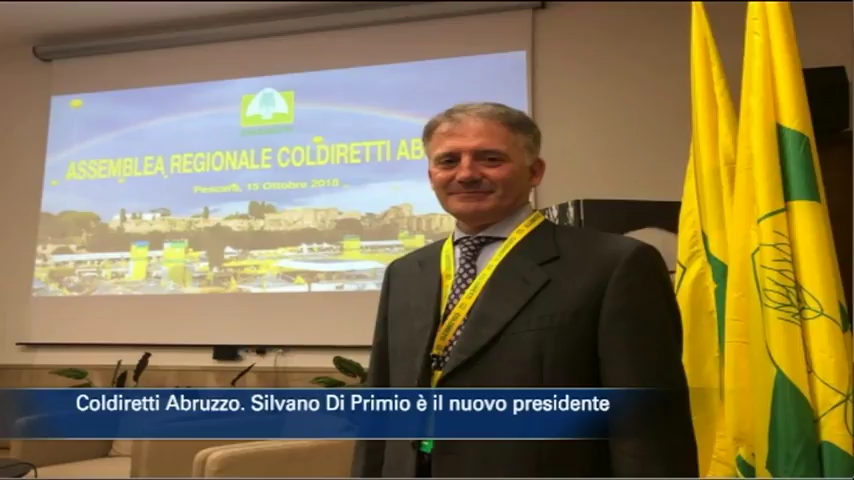 ASSEMBLEA REGIONALE COLDIRETTI AB
Pescara, 15 Ottobre 2018
Coldiretti Abruzzo. Silvano Di Primio è il nuovo presidente